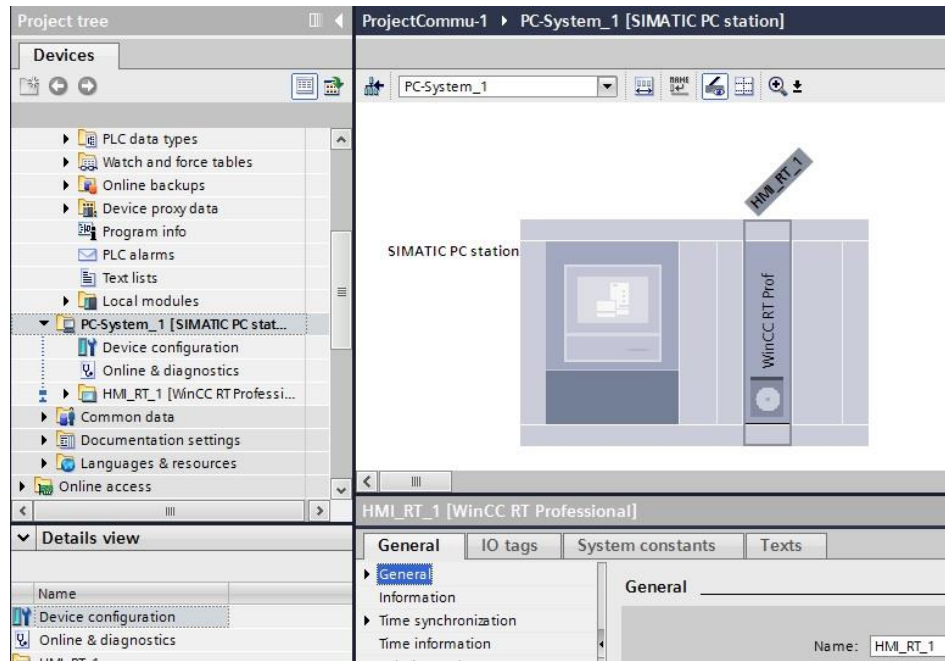 Project tree
Devices
PLC data types
Watch and force tables
Online backups
Device proxy data
Program info
PLC alarms
Text lists
Local modules
PC-System_1 [SIMATIC PC stat...
Device configuration
Online & diagnostics
HMI_RT_1 [WinCC RT Professi...
Common data
Documentation settings
Languages & resources
Online access
Details view
Name
Device configuration
Online & diagnostics
HMI_RT_1
ProjectCommu-1 PC-System_1 [SIMATIC PC station]
PC-System_1
HMI_RT_1
SIMATIC PC station
WinCC RT Prof
HMI_RT_1 [WinCC RT Professional]
General IO tags System constants Texts
General
Information
Time synchronization
Time information
General
Name: HMI_RT_1